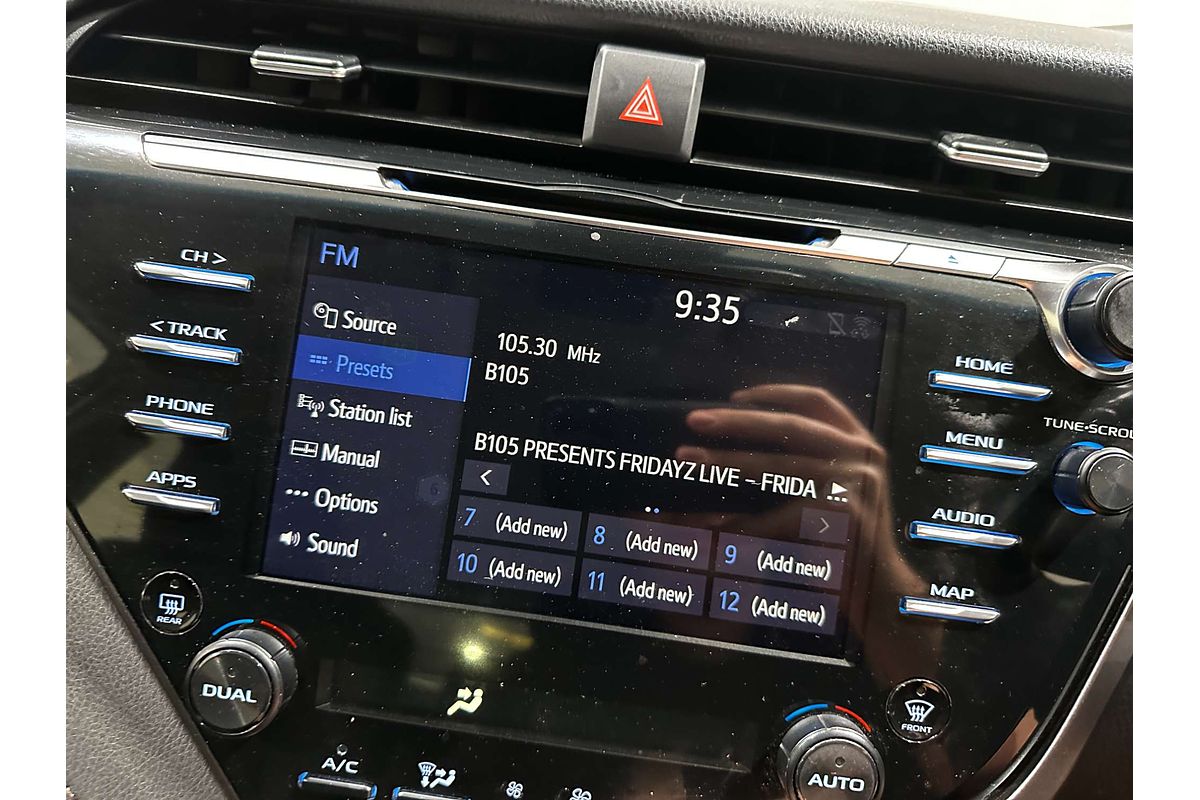 CH >
< TRACK
PHONE
APPS
FM
9:35
Source
Presets
Station list
Manual
Options
Sound
105.30 MHz
B105
B105 PRESENTS FRIDAYZ LIVE – FRIDA
7 (Add new)
8 (Add new)
9 (Add new)
10 (Add new)
11 (Add new)
12 (Add new)
HOME
MENU
AUDIO
MAP
TUNE•SCROL
REAR
DUAL
A/C
FRONT
AUTO